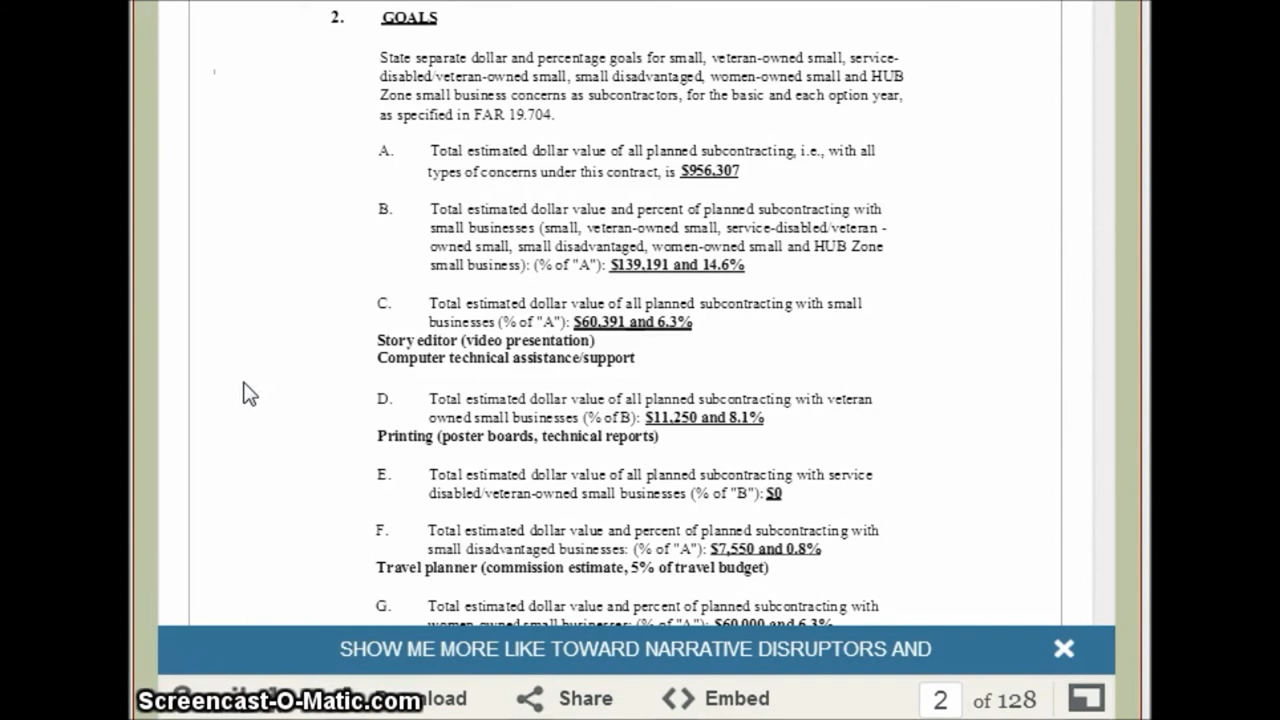 2. GOALS
State separate dollar and percentage goals for small, veteran-owned small, service-
disabled/veteran-owned small, small disadvantaged, women-owned small and HUB
Zone small business concerns as subcontractors, for the basic and each option year,
as specified in FAR 19.704.
A. Total estimated dollar value of all planned subcontracting, i.e., with all
types of concerns under this contract, is $956,307
B. Total estimated dollar value and percent of planned subcontracting with
small businesses (small, veteran-owned small, service-disabled/veteran -
owned small, small disadvantaged, women-owned small and HUB Zone
small business): (% of "A"): $139,191 and 14.6%
C. Total estimated dollar value of all planned subcontracting with small
businesses (% of "A"): $60,391 and 6.3%
Story editor (video presentation)
Computer technical assistance/support
D. Total estimated dollar value of all planned subcontracting with veteran
owned small businesses (% of B): $11,250 and 8.1%
Printing (poster boards, technical reports)
E. Total estimated dollar value of all planned subcontracting with service
disabled/veteran-owned small businesses (% of "B"): $0
F. Total estimated dollar value and percent of planned subcontracting with
small disadvantaged businesses: (% of "A"): $7,550 and 0.8%
Travel planner (commission estimate, 5% of travel budget)
G. Total estimated dollar value and percent of planned subcontracting with
women-owned small businesses: (% of "A"): $60,000 and 6.3%
SHOW ME MORE LIKE TOWARD NARRATIVE DISRUPTORS AND
Screencast-O-Matic.com
Share
Embed
2 of 128